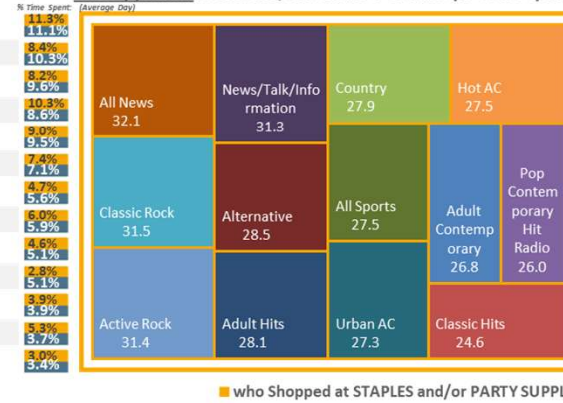 % Time Spent: (Average Day)
11.3%
11.1%
8.4%
10.3%
8.2%
9.6%
10.3%
8.6%
9.0%
9.5%
7.4%
7.1%
4.7%
5.6%
6.0%
5.9%
4.6%
5.1%
2.8%
5.1%
3.9%
3.9%
5.3%
3.7%
3.0%
3.4%
All News
32.1
News/Talk/Info
rmation
31.3
Country
27.9
Hot AC
27.5
Classic Rock
31.5
Alternative
28.5
All Sports
27.5
Adult
Contemp
orary
26.8
Pop
Contem
porary
Hit
Radio
26.0
Active Rock
31.4
Adult Hits
28.1
Urban AC
27.3
Classic Hits
24.6
who Shopped at STAPLES and/or PARTY SUPPL